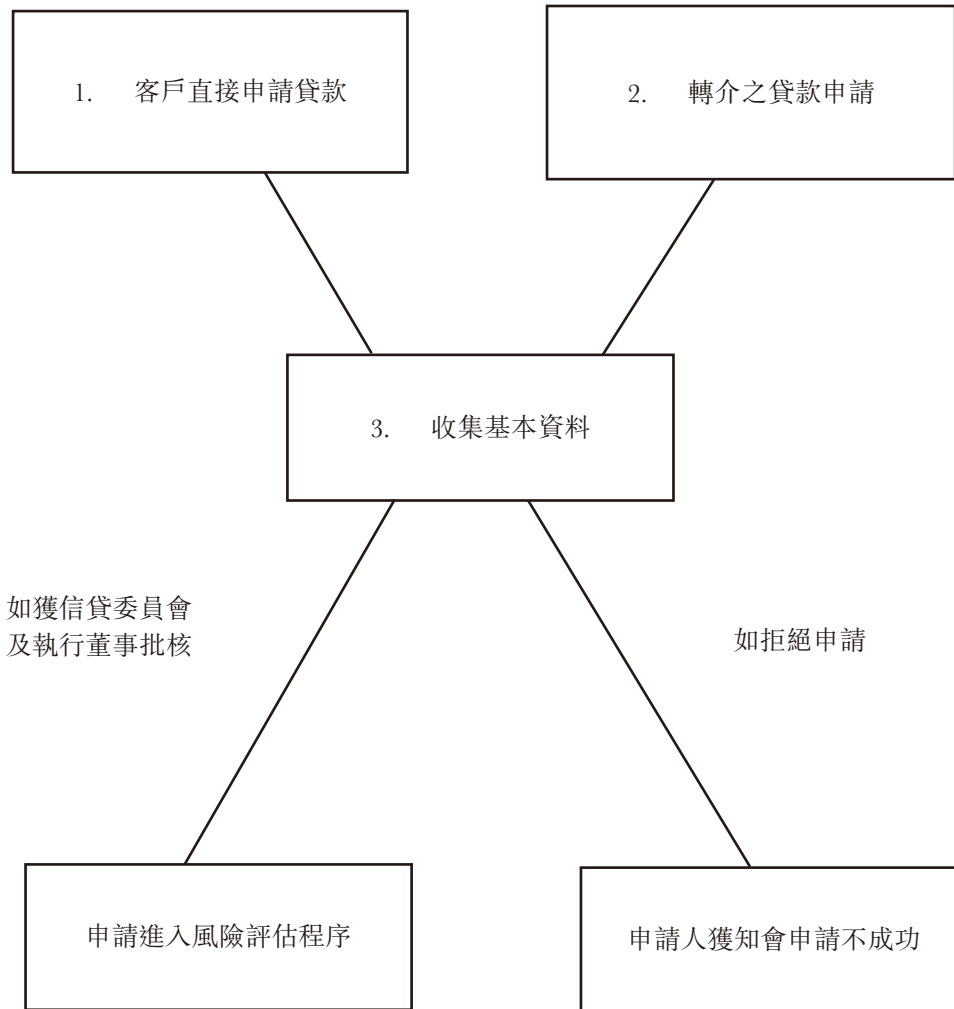 1. 客戶直接申請貸款
2. 轉介之貸款申請
3. 收集基本資料
如獲信貸委員會
及執行董事批核
如拒絕申請
申請進入風險評估程序
申請人獲知會申請不成功